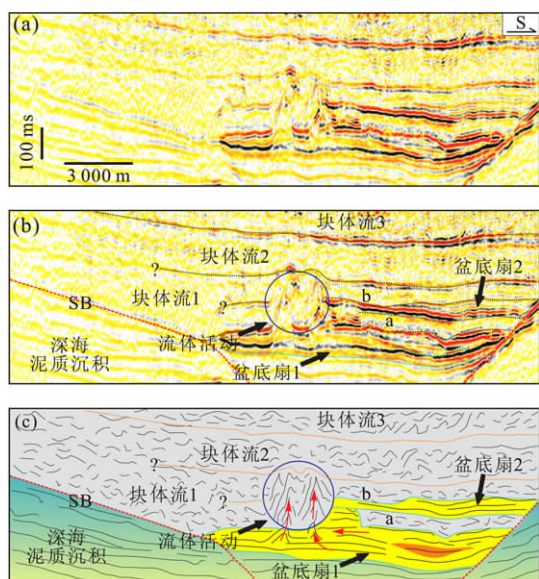 (a)
S
100 ms
3 000 m
(b)
块体流3
块体流2
盆底扇2
?
块体流1
b
SB
?
a
流体活动
深海
泥质沉积
盆底扇1
(c)
块体流3
块体流2
盆底扇2
?
块体流1
b
SB
?
a
流体活动
深海
泥质沉积
盆底扇1